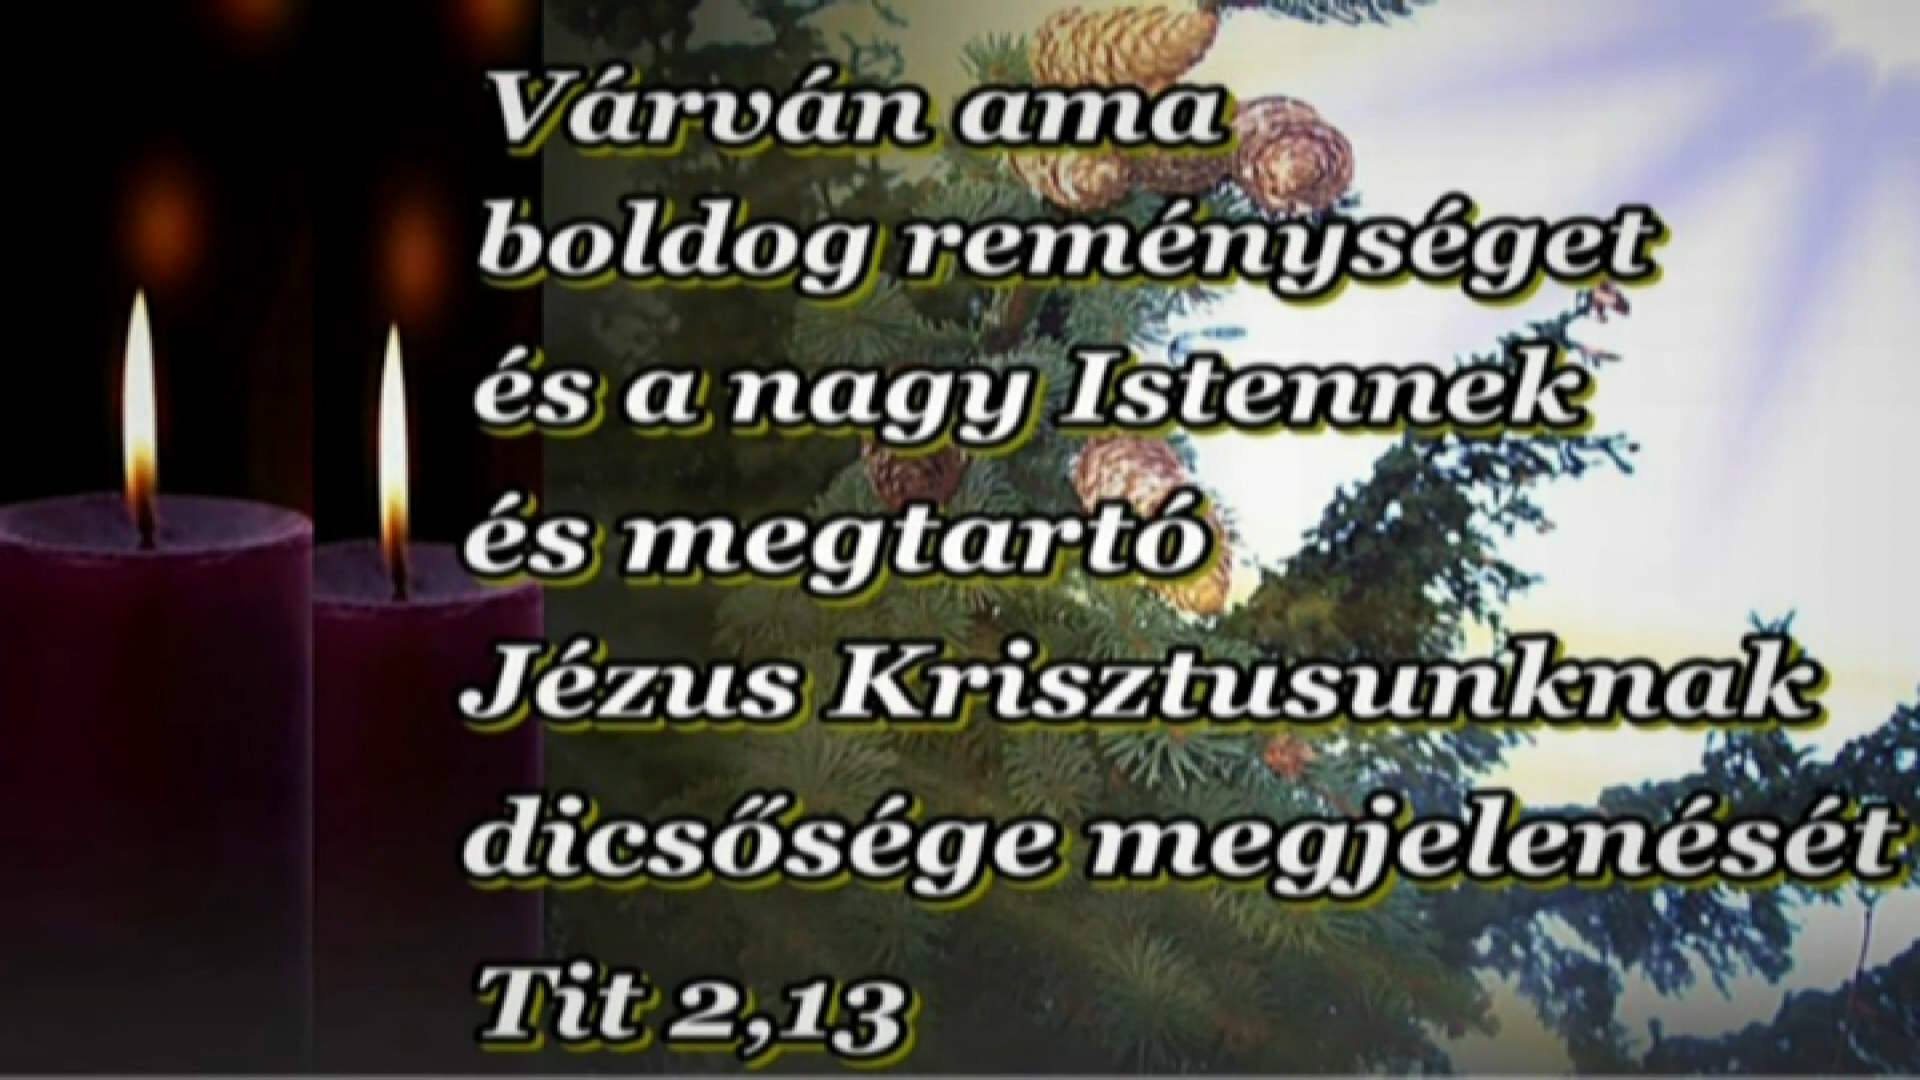 Várván ama
boldog reménységet
és a nagy Istennek
és megtartó
Jézus Krisztusunknak
dicsősége megjelenését
Tit 2,13